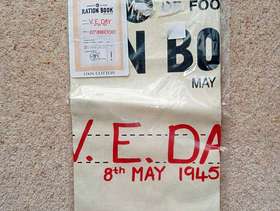 RATION BOOK
V.E. DAY
100% COTTON
OF FOO
N BO
MAY
V. E. DA
8th MAY 1945